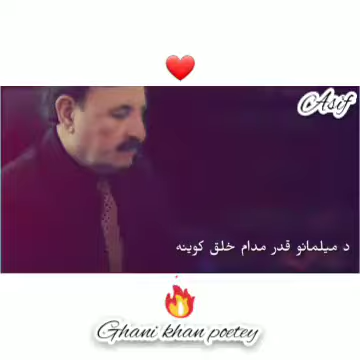 Asif
د میلمانو قدر مدام خلق کوینه
Ghani khan poetey